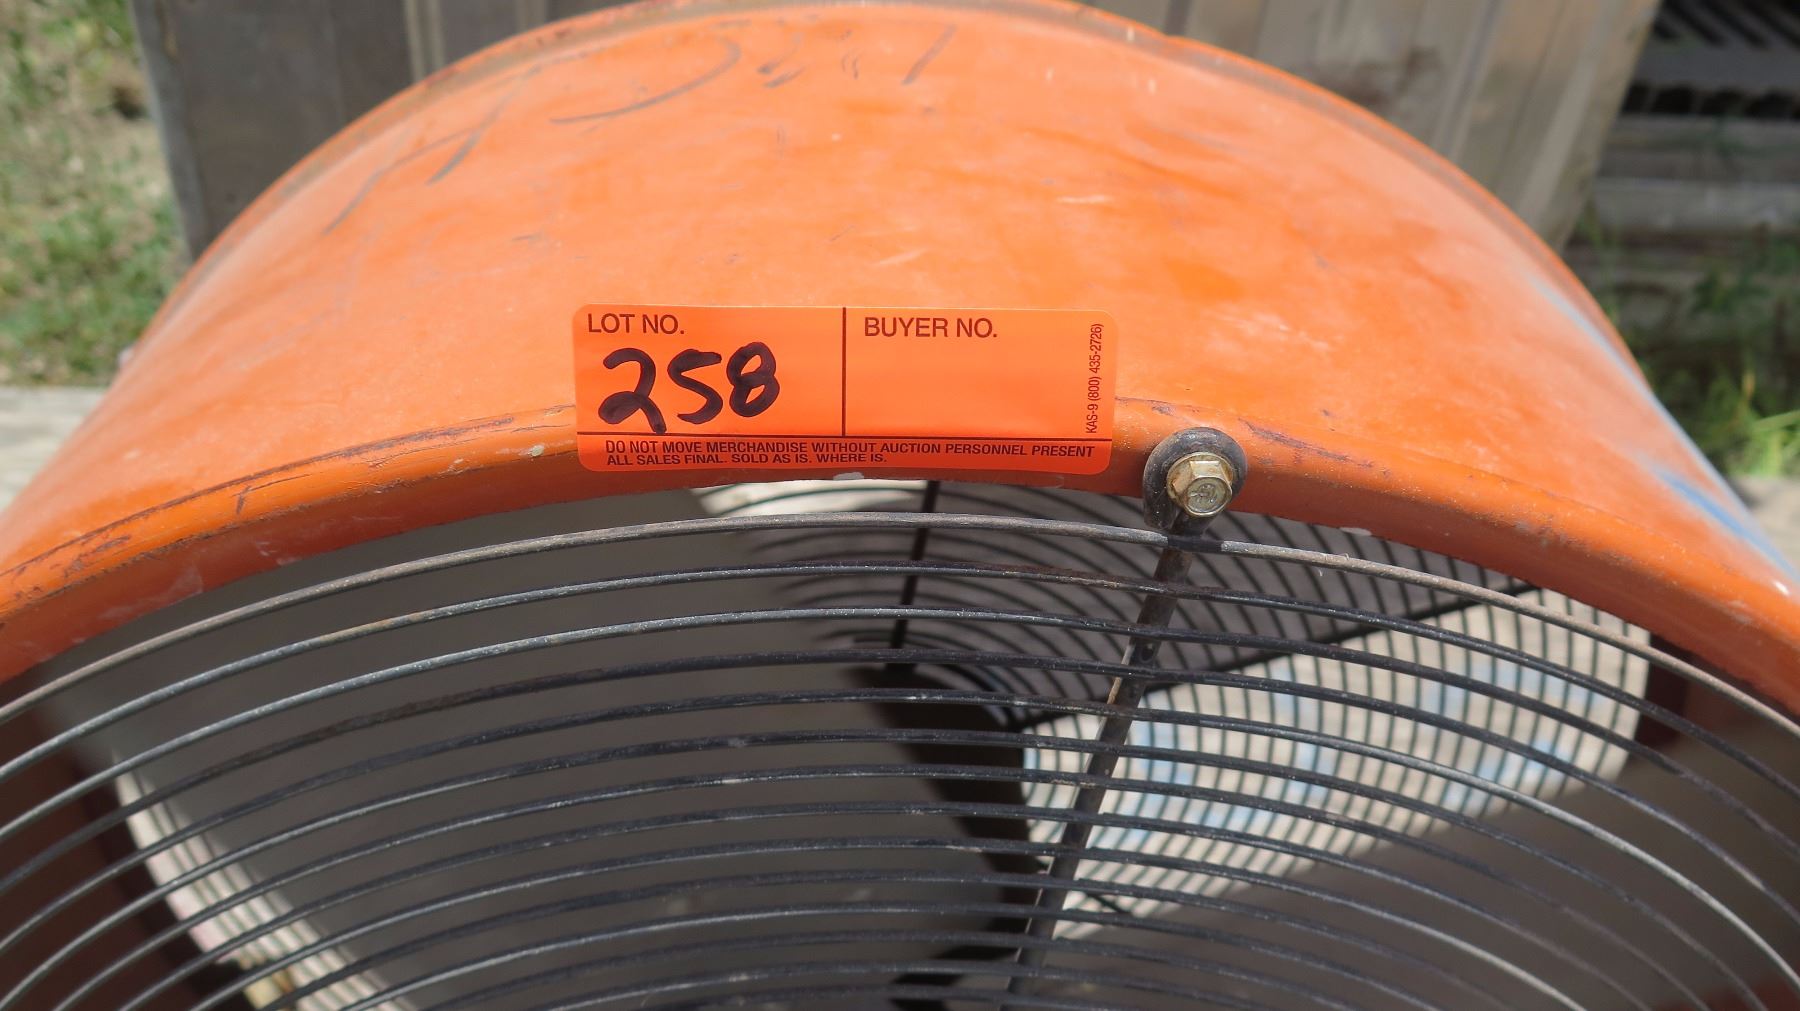 LOT NO.
258
BUYER NO.
KAS-9 (800) 435-2726)
DO NOT MOVE MERCHANDISE WITHOUT AUCTION PERSONNEL PRESENT
ALL SALES FINAL. SOLD AS IS. WHERE IS.